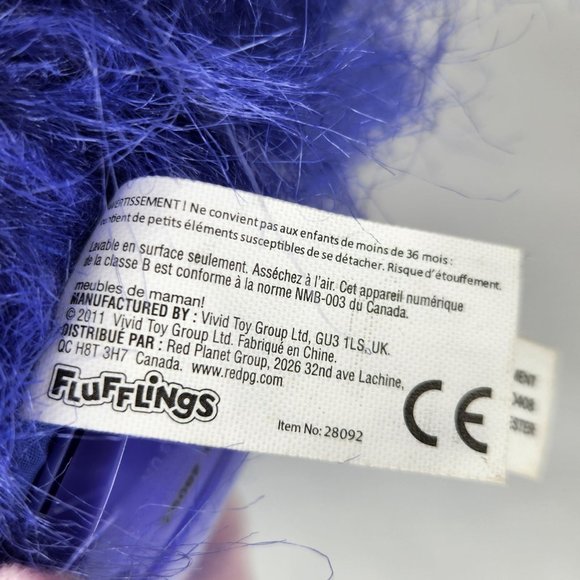 AVERTISSEMENT ! Ne convient pas aux enfants de moins de 36 mois :
contient de petits éléments susceptibles de se détacher. Risque d'étouffement.
Lavable en surface seulement. Asséchez à l'air. Cet appareil numérique
de la classe B est conforme à la norme NMB-003 du Canada.
meubles de maman!
MANUFACTURED BY : Vivid Toy Group Ltd, GU3 1LS, UK.
© 2011 Vivid Toy Group Ltd. Fabriqué en Chine.
DISTRIBUÉ PAR : Red Planet Group, 2026 32nd ave Lachine,
QC H8T 3H7 Canada. www.redpg.com
FLUFFLiNGS
Item No: 28092
CE